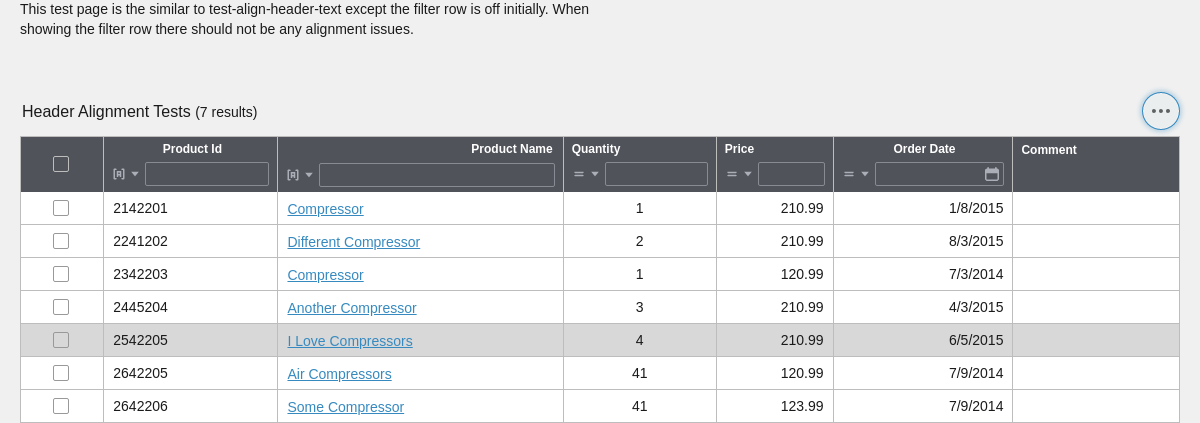 This test page is the similar to test-align-header-text except the filter row is off initially. When
showing the filter row there should not be any alignment issues.
Header Alignment Tests (7 results)
Product Id Product Name Quantity Price Order Date Comment
2142201 Compressor 1 210.99 1/8/2015
2241202 Different Compressor 2 210.99 8/3/2015
2342203 Compressor 1 120.99 7/3/2014
2445204 Another Compressor 3 210.99 4/3/2015
2542205 I Love Compressors 4 210.99 6/5/2015
2642205 Air Compressors 41 120.99 7/9/2014
2642206 Some Compressor 41 123.99 7/9/2014